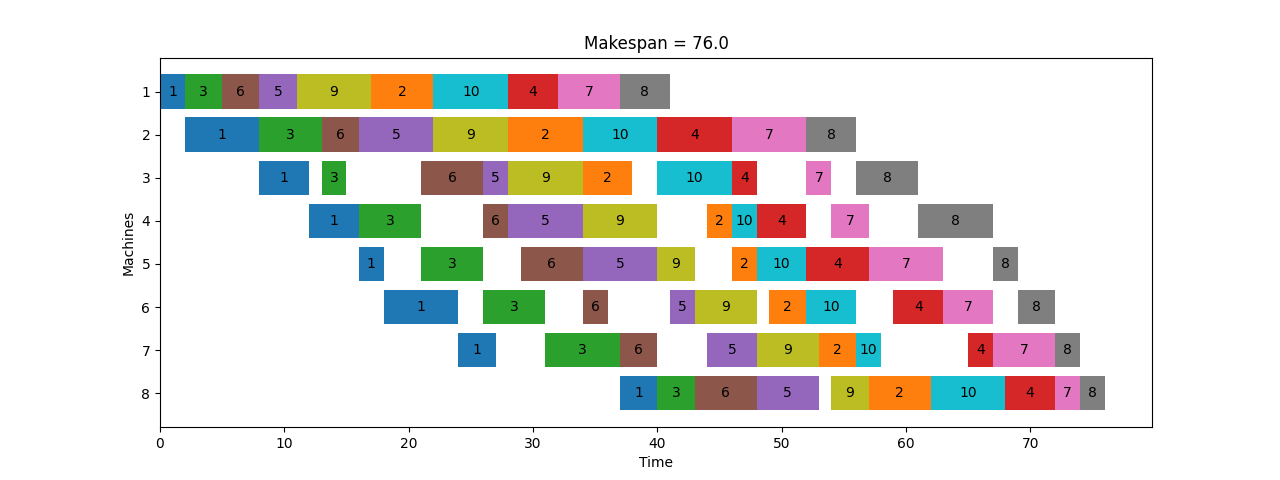 Makespan = 76.0
1 1 3 6 5 9 2 10 4 7 8
2 1 3 6 5 9 2 10 4 7 8
3 1 3 6 5 9 2 10 4 7 8
4 1 3 6 5 9 2 10 4 7 8
5 1 3 6 5 9 2 10 4 7 8
6 1 3 6 5 9 2 10 4 7 8
7 1 3 6 5 9 2 10 4 7 8
8 1 3 6 5 9 2 10 4 7 8
Machines
0 10 20 30 40 50 60 70
Time